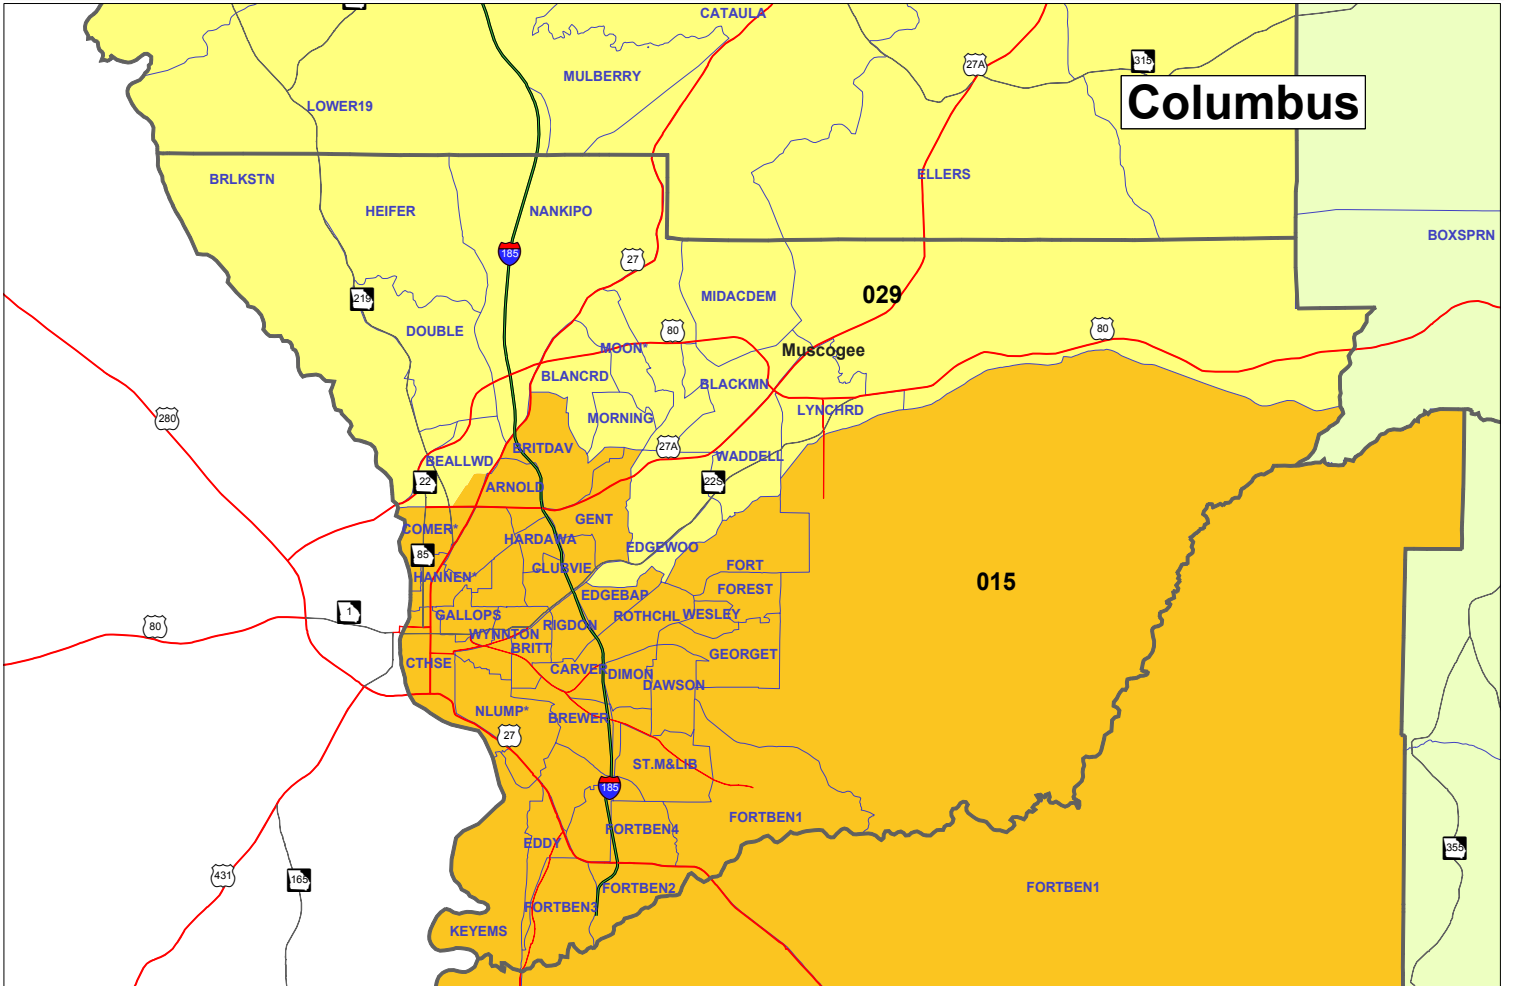 CATAULA
27A
315
MULBERRY
Columbus
LOWER19
BRLKSTN
ELLERS
HEIFER
NANKIPO
BOXSPRN
185
27
219
MIDACDEM
029
DOUBLE
80
80
MOON*
Muscogee
BLANCRD
BLACKMN
280
MORNING
LYNCHRD
BRITDAV
27A
WADDELL
BEALLWD
22
ARNOLD
22S
GENT
COMER*
HARDAWA
EDGEWOO
85
CLUBVIE
FORT
HANNEN*
015
EDGEBAP
FOREST
1
GALLOPS
ROTHCHL
WESLEY
80
RIGDON
WYNNTON
BRITT
GEORGET
CTHSE
CARVER
DIMON
DAWSON
NLUMP*
BREWER
27
ST.M&LIB
185
FORTBEN1
FORTBEN4
EDDY
355
431
165
FORTBEN2
FORTBEN1
FORTBEN3
KEYEMS